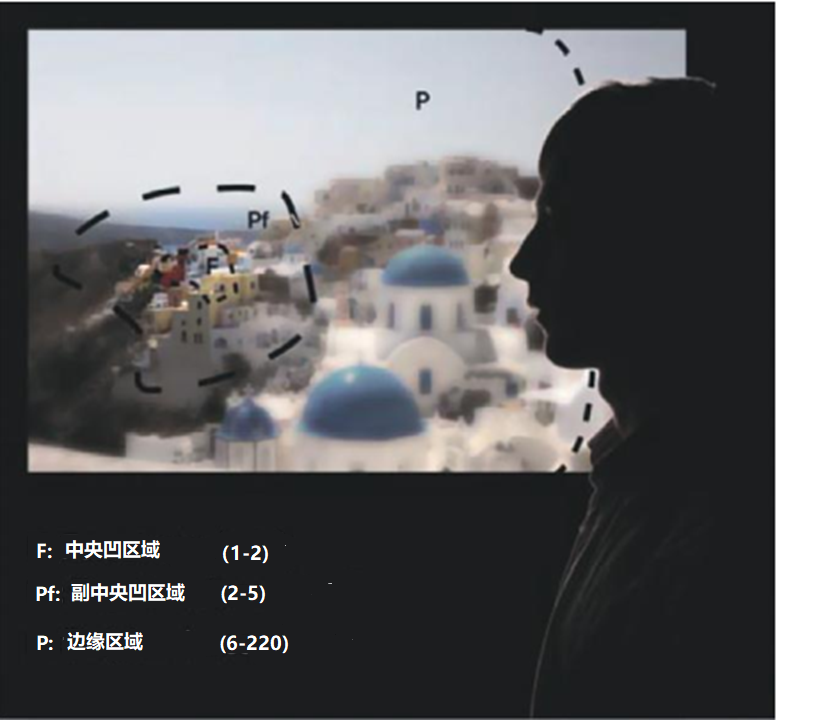 P
Pf
F
F: 中央凹区域 (1-2)
Pf: 副中央凹区域 (2-5)
P: 边缘区域 (6-220)